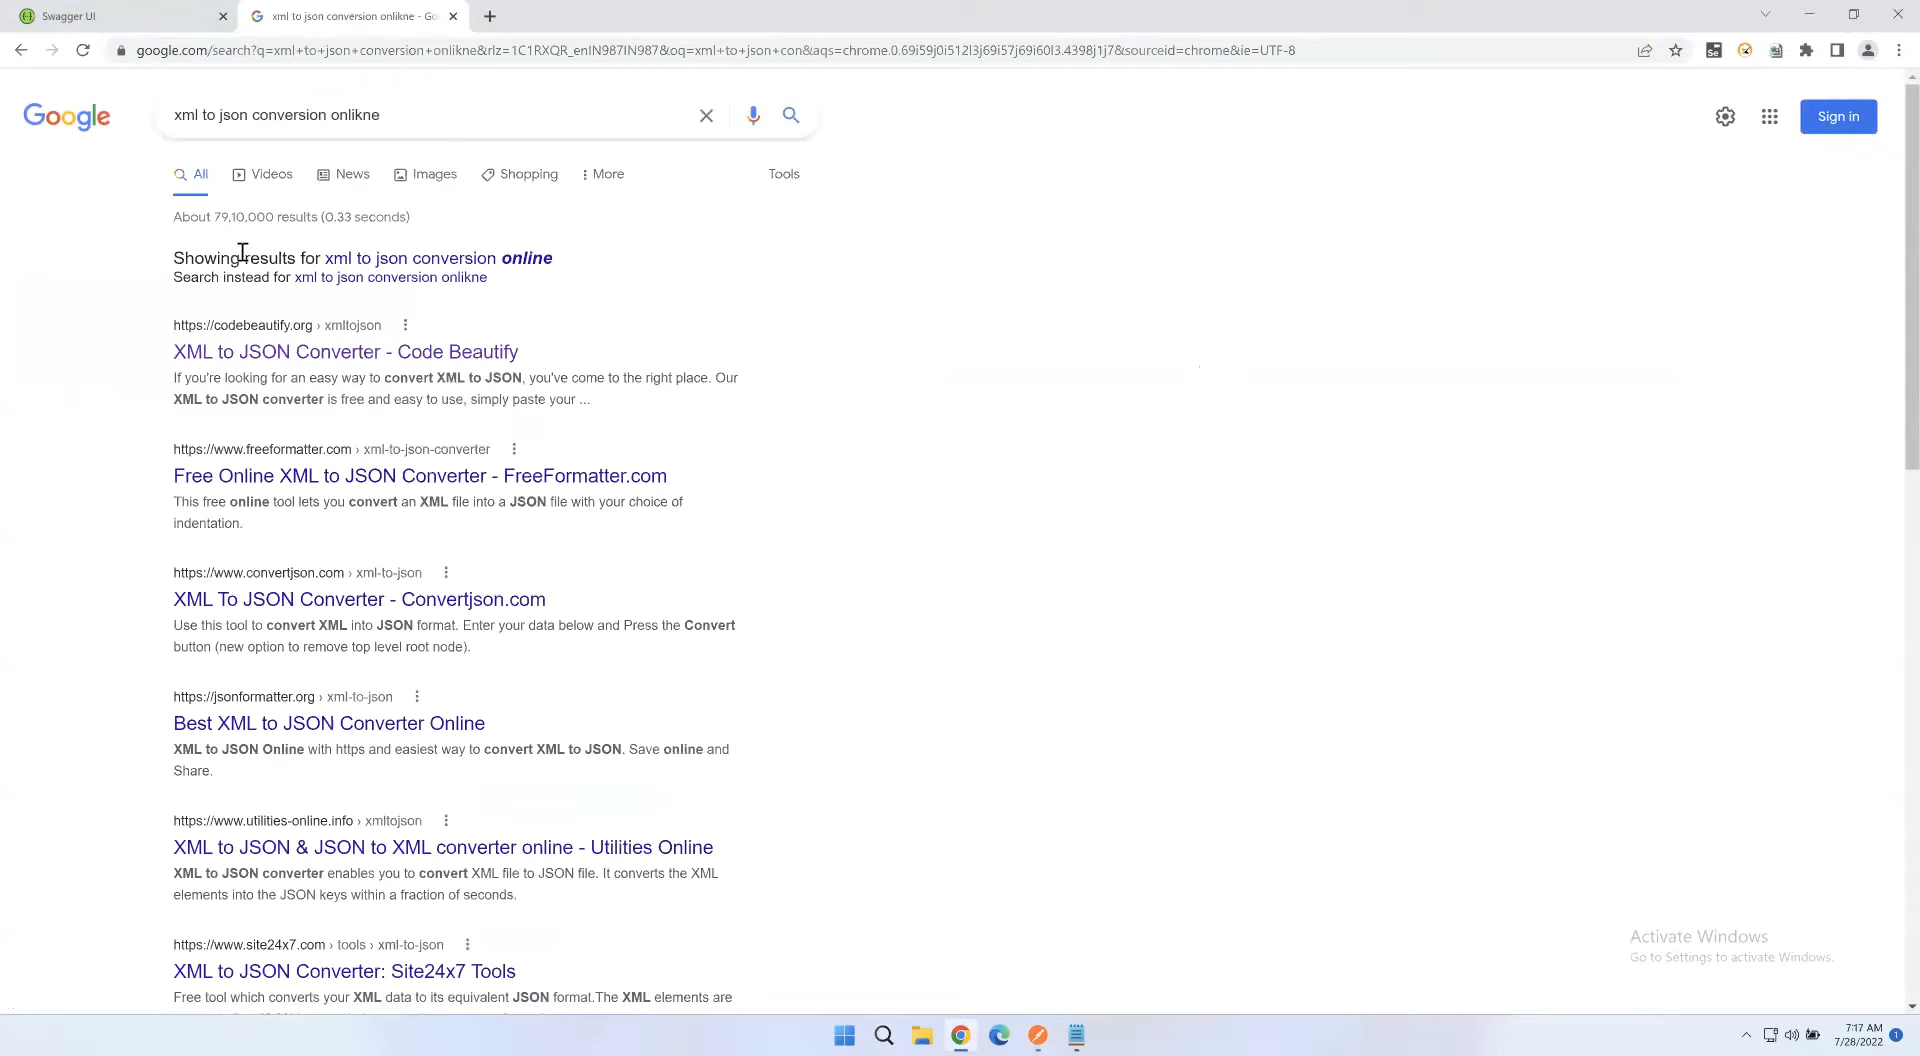 Swagger UI
xml to json conversion onlikne - Go
google.com/search?q=xml+to+json+conversion+onlikne&rlz=1C1RXQR_enIN987IN987&oq=xml+to+json+con&aqs=chrome.0.69i59j0i512l3j69i57j69i60l3.4398j1j7&sourceid=chrome&ie=UTF-8
Google
xml to json conversion onlikne
Sign in
All
Videos
News
Images
Shopping
More
Tools
About 79,10,000 results (0.33 seconds)
Showing results for xml to json conversion online
Search instead for xml to json conversion onlikne
https://codebeautify.org › xmltojson
XML to JSON Converter - Code Beautify
If you're looking for an easy way to convert XML to JSON, you've come to the right place. Our
XML to JSON converter is free and easy to use, simply paste your ...
https://www.freeformatter.com › xml-to-json-converter
Free Online XML to JSON Converter - FreeFormatter.com
This free online tool lets you convert an XML file into a JSON file with your choice of
indentation.
https://www.convertjson.com › xml-to-json
XML To JSON Converter - Convertjson.com
Use this tool to convert XML into JSON format. Enter your data below and Press the Convert
button (new option to remove top level root node).
https://jsonformatter.org › xml-to-json
Best XML to JSON Converter Online
XML to JSON Online with https and easiest way to convert XML to JSON. Save online and
Share.
https://www.utilities-online.info › xmltojson
XML to JSON & JSON to XML converter online - Utilities Online
XML to JSON converter enables you to convert XML file to JSON file. It converts the XML
elements into the JSON keys within a fraction of seconds.
https://www.site24x7.com › tools › xml-to-json
XML to JSON Converter: Site24x7 Tools
Free tool which converts your XML data to its equivalent JSON format.The XML elements are
Activate Windows
Go to Settings to activate Windows.
7:17 AM
7/28/2022
1